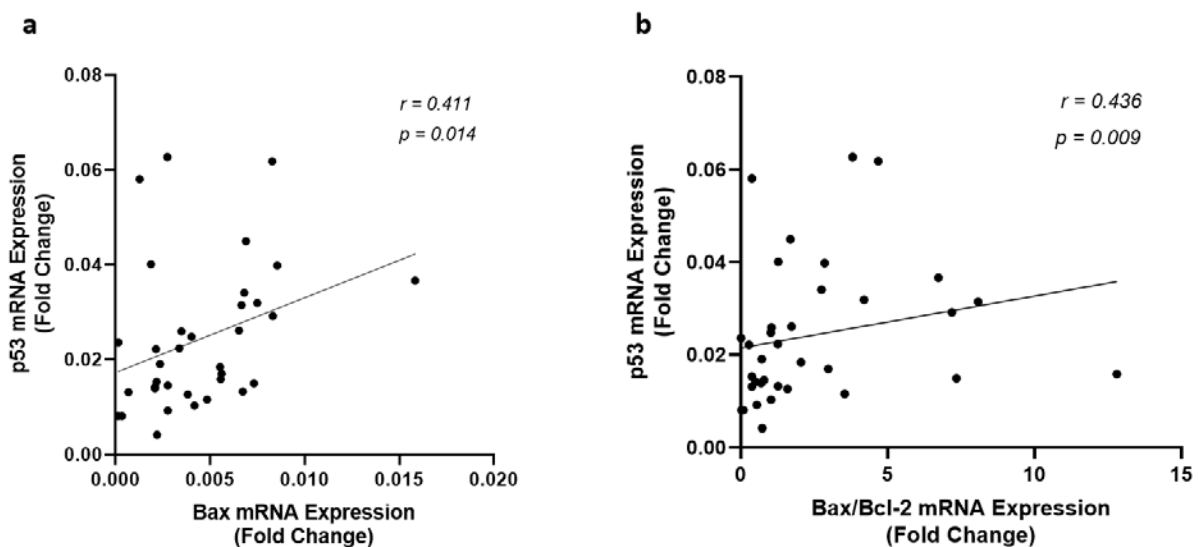 a
r = 0.411
p = 0.014
p53 mRNA Expression
(Fold Change)
0.08
0.06
0.04
0.02
0.00
0.000 0.005 0.010 0.015 0.020
Bax mRNA Expression
(Fold Change)
b
r = 0.436
p = 0.009
p53 mRNA Expression
(Fold Change)
0.08
0.06
0.04
0.02
0.00
0 5 10 15
Bax/Bcl-2 mRNA Expression
(Fold Change)